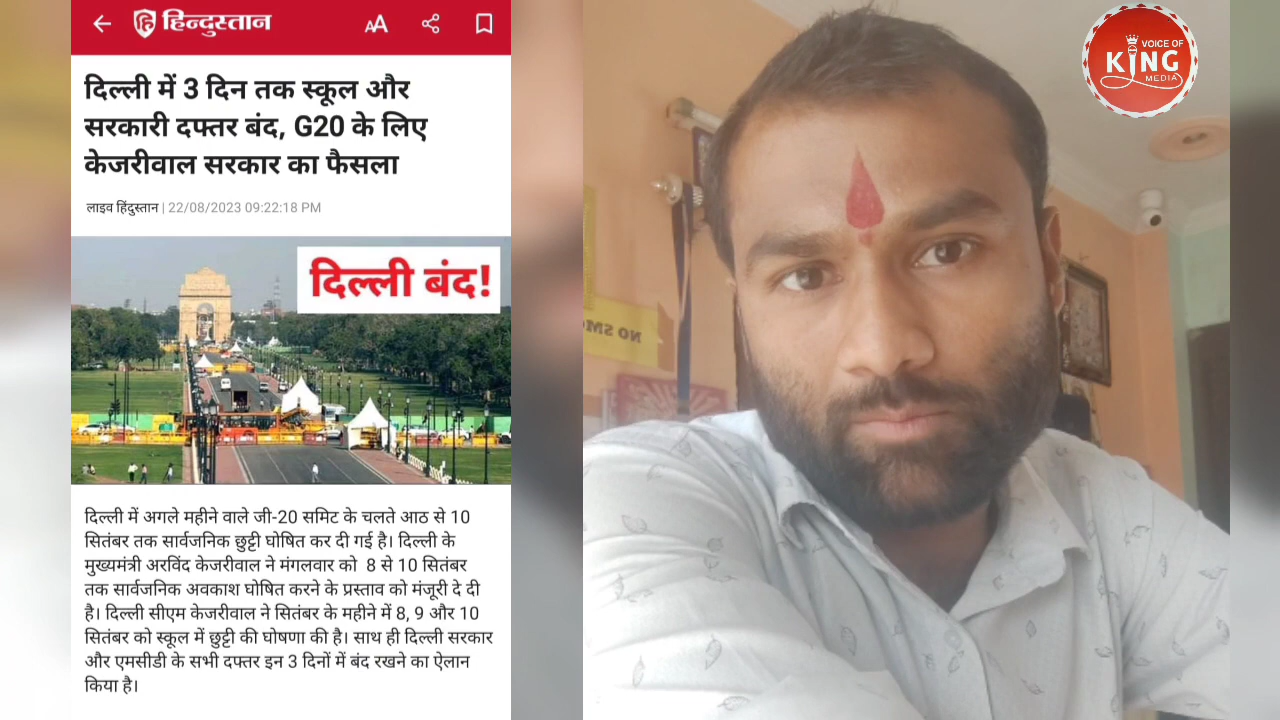 हिन्दुस्तान
AA
दिल्ली में 3 दिन तक स्कूल और
सरकारी दफ्तर बंद, G20 के लिए
केजरीवाल सरकार का फैसला
लाइव हिंदुस्तान | 22/08/2023 09:22:18 PM
दिल्ली बंद!
दिल्ली में अगले महीने वाले जी-20 समिट के चलते आठ से 10
सितंबर तक सार्वजनिक छुट्टी घोषित कर दी गई है। दिल्ली के
मुख्यमंत्री अरविंद केजरीवाल ने मंगलवार को 8 से 10 सितंबर
तक सार्वजनिक अवकाश घोषित करने के प्रस्ताव को मंजूरी दे दी
है। दिल्ली सीएम केजरीवाल ने सितंबर के महीने में 8, 9 और 10
सितंबर को स्कूल में छुट्टी की घोषणा की है। साथ ही दिल्ली सरकार
और एमसीडी के सभी दफ्तर इन 3 दिनों में बंद रखने का ऐलान
किया है।
VOICE OF
KING
MEDIA
NO SMO